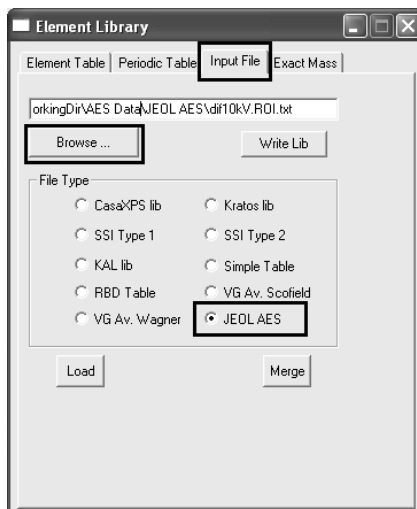 Element Library
Element Table Periodic Table Input File Exact Mass
orkingDir\AES Data\JEOL AES\dif10kV.ROI.txt
Browse ... Write Lib
File Type
CasaXPS lib Kratos lib
SSI Type 1 SSI Type 2
KAL lib Simple Table
RBD Table VG Av. Scofield
VG Av. Wagner JEOL AES
Load Merge